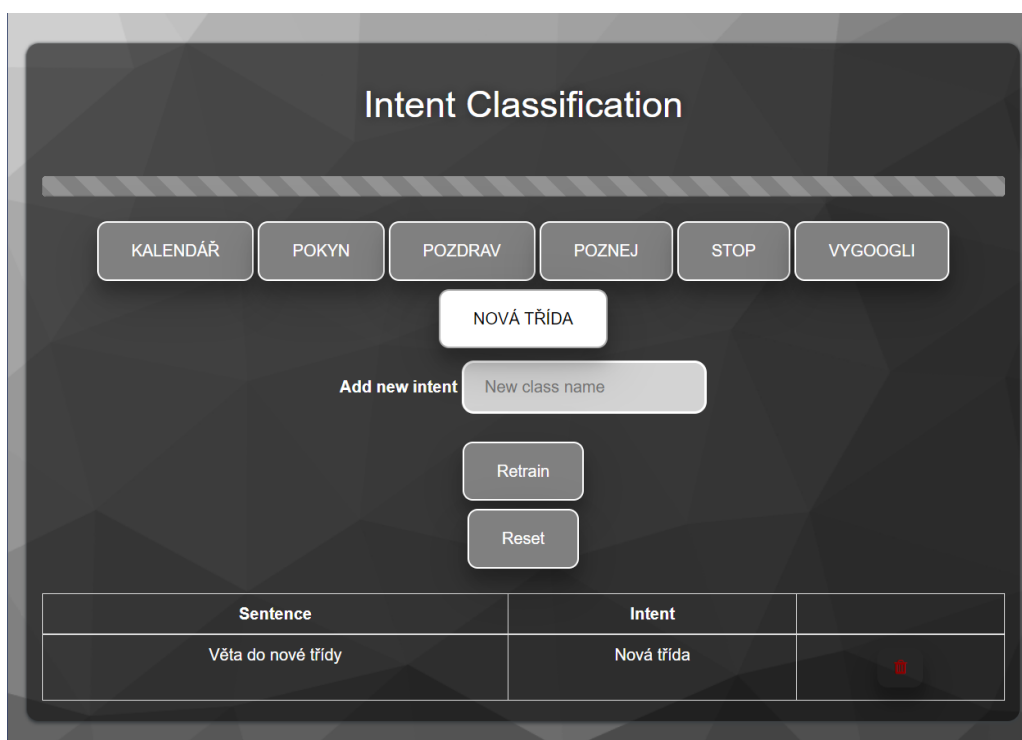 Intent Classification
KALENDÁŘ POKYN POZDRAV POZNEJ STOP VYGOOGLI
NOVÁ TŘÍDA
Add new intent New class name
Retrain
Reset
Sentence Intent
Věta do nové třídy Nová třída